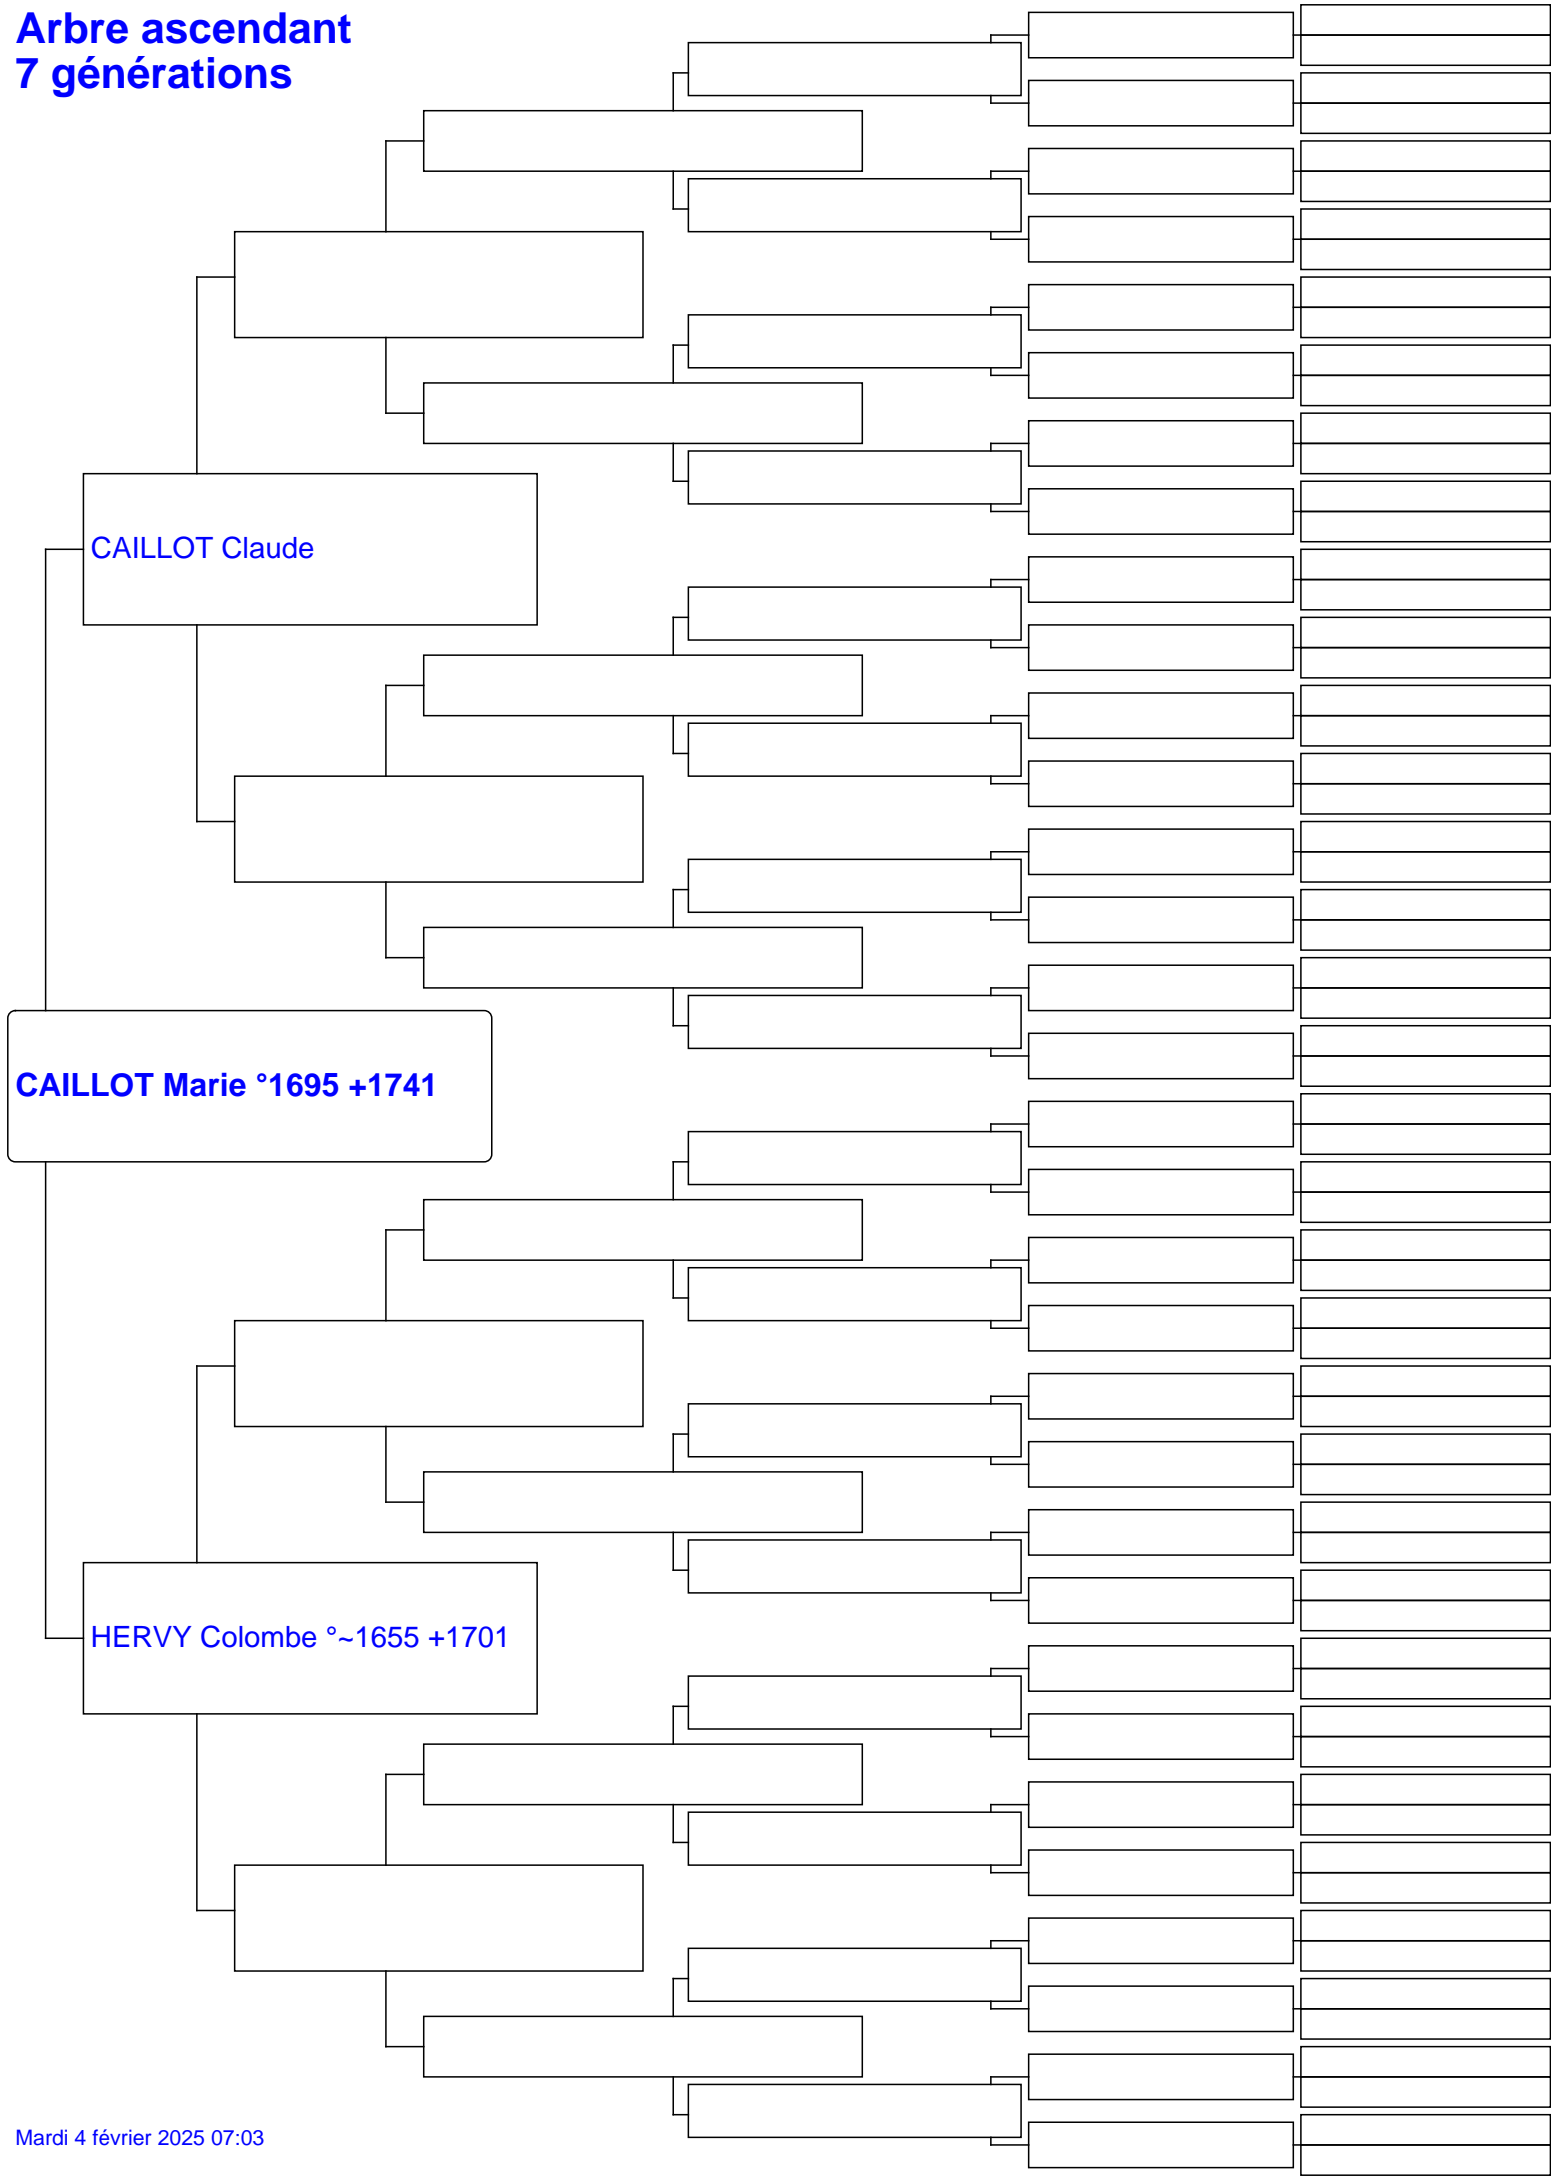 Arbre ascendant
7 générations
CAILLOT Claude
CAILLOT Marie °1695 +1741
HERVY Colombe °~1655 +1701
Mardi 4 février 2025 07:03